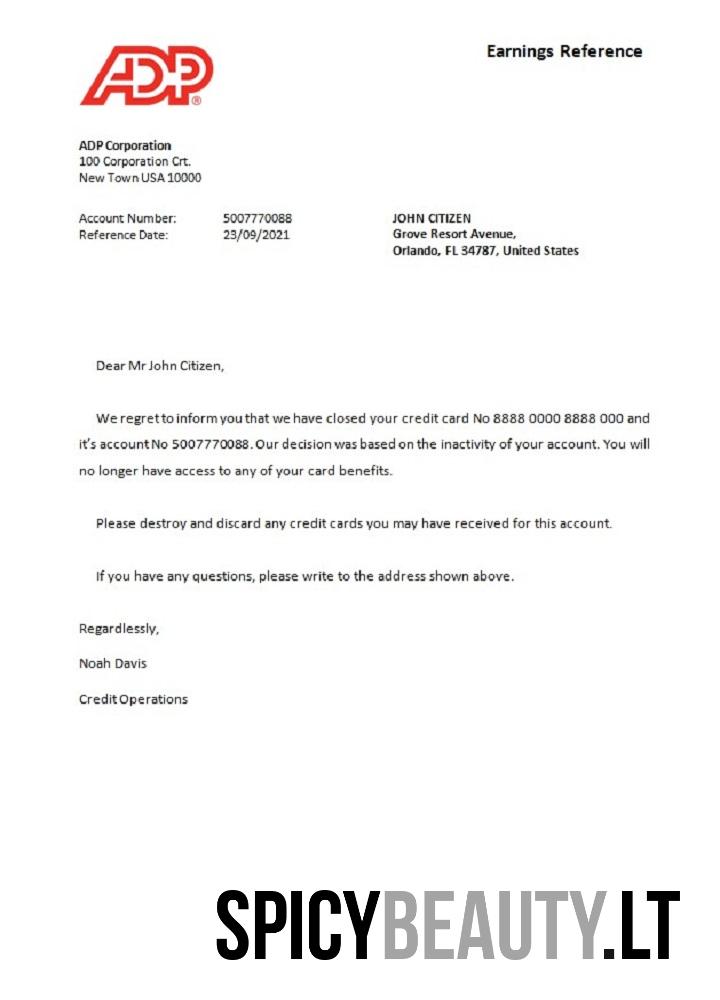 ADP®
Earnings Reference
ADP Corporation
100 Corporation Crt.
New Town USA 10000
Account Number: 5007770088
Reference Date: 23/09/2021
JOHN CITIZEN
Grove Resort Avenue,
Orlando, FL 34787, United States
Dear Mr John Citizen,
We regret to inform you that we have closed your credit card No 8888 0000 8888 000 and
it's account No 5007770088. Our decision was based on the inactivity of your account. You will
no longer have access to any of your card benefits.
Please destroy and discard any credit cards you may have received for this account.
If you have any questions, please write to the address shown above.
Regardlessly,
Noah Davis
Credit Operations
SPICYBEAUTY.LT